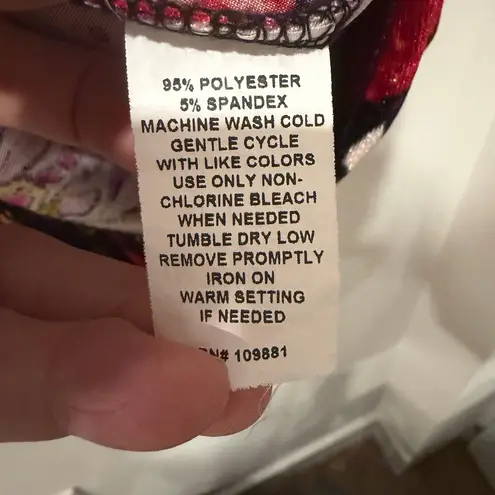 95% POLYESTER
5% SPANDEX
MACHINE WASH COLD
GENTLE CYCLE
WITH LIKE COLORS
USE ONLY NON-
CHLORINE BLEACH
WHEN NEEDED
TUMBLE DRY LOW
REMOVE PROMPTLY
IRON ON
WARM SETTING
IF NEEDED
RN# 109881